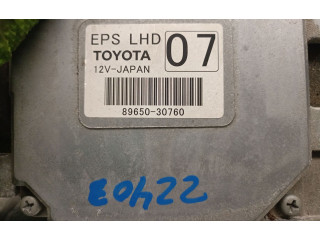 EPS LHD 07
TOYOTA
12V-JAPAN
89650-30760
22403